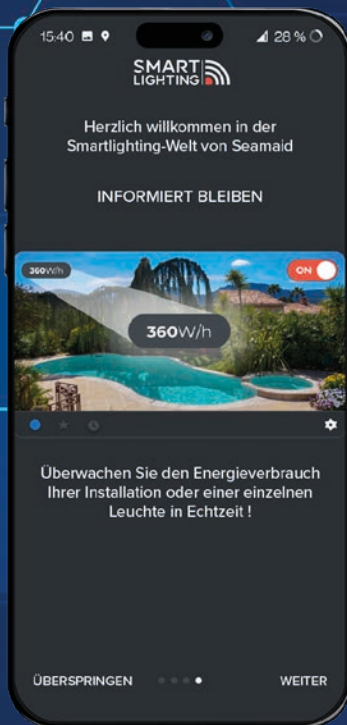 15:40 28 %
SMART
LIGHTING
Herzlich willkommen in der
Smartlighting-Welt von Seamaid
INFORMIERT BLEIBEN
360W/h ON
360W/h
Überwachen Sie den Energieverbrauch
Ihrer Installation oder einer einzelnen
Leuchte in Echtzeit !
ÜBERSPRINGEN WEITER